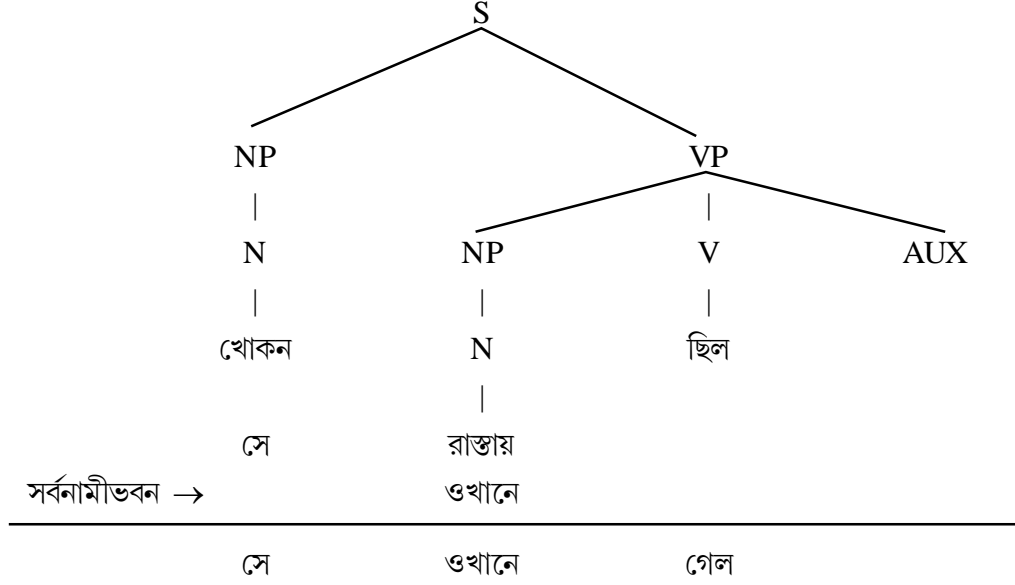 S
NP VP
| |
N NP V AUX
| | |
খোকন N ছিল
|
সে রাস্তায়
সর্বনামীভবন → ওখানে
সে ওখানে গেল